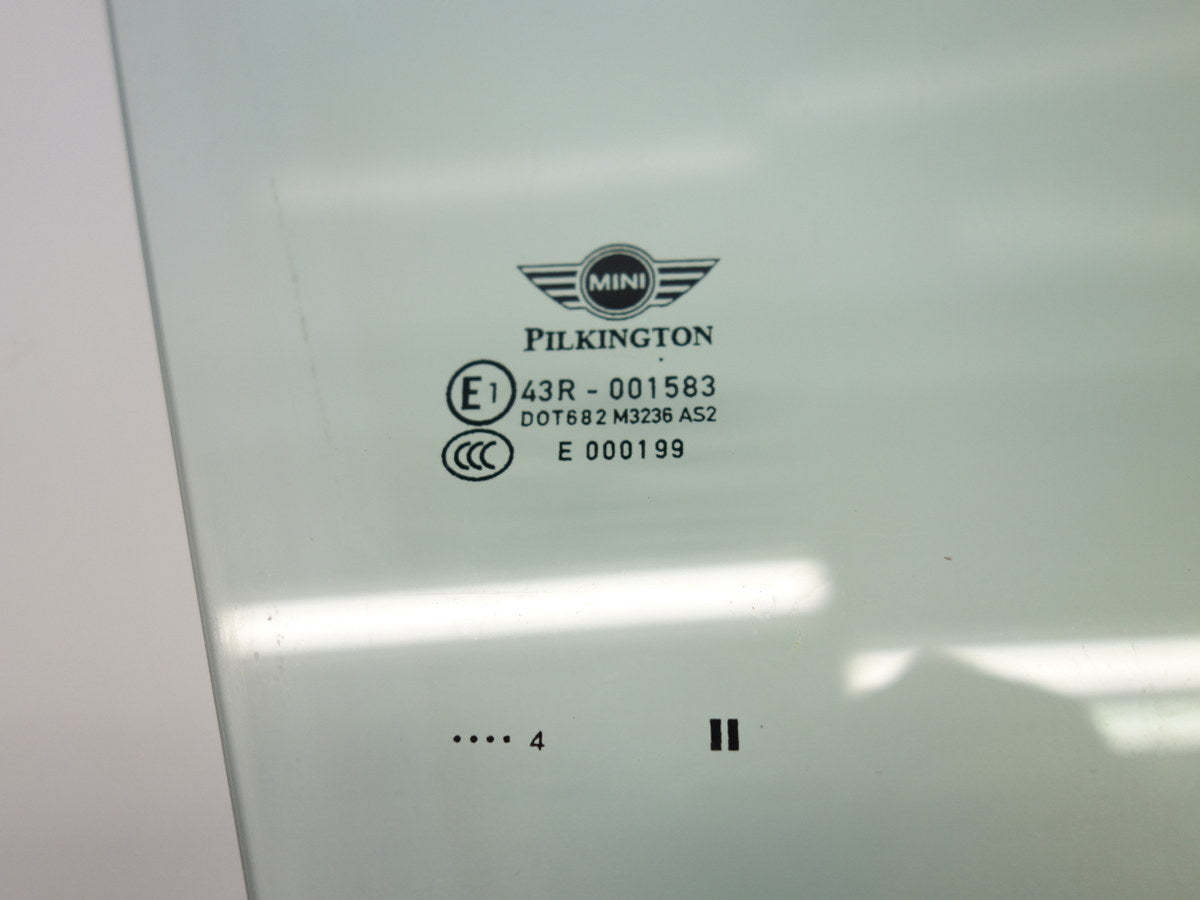 MINI
PILKINGTON
E1 43R - 001583
DOT682 M3236 AS2
CCC E 000199
.... 4 II